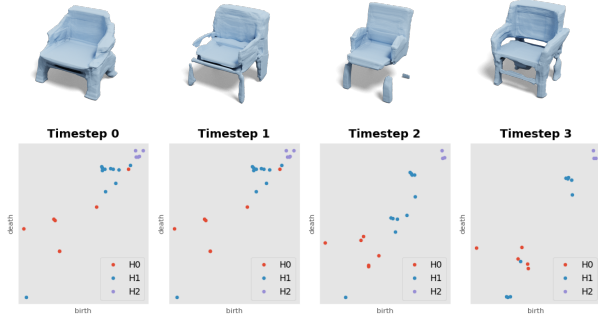 Timestep 0
Timestep 1
Timestep 2
Timestep 3
death
H0
H1
H2
birth
death
H0
H1
H2
birth
death
H0
H1
H2
birth
death
H0
H1
H2
birth